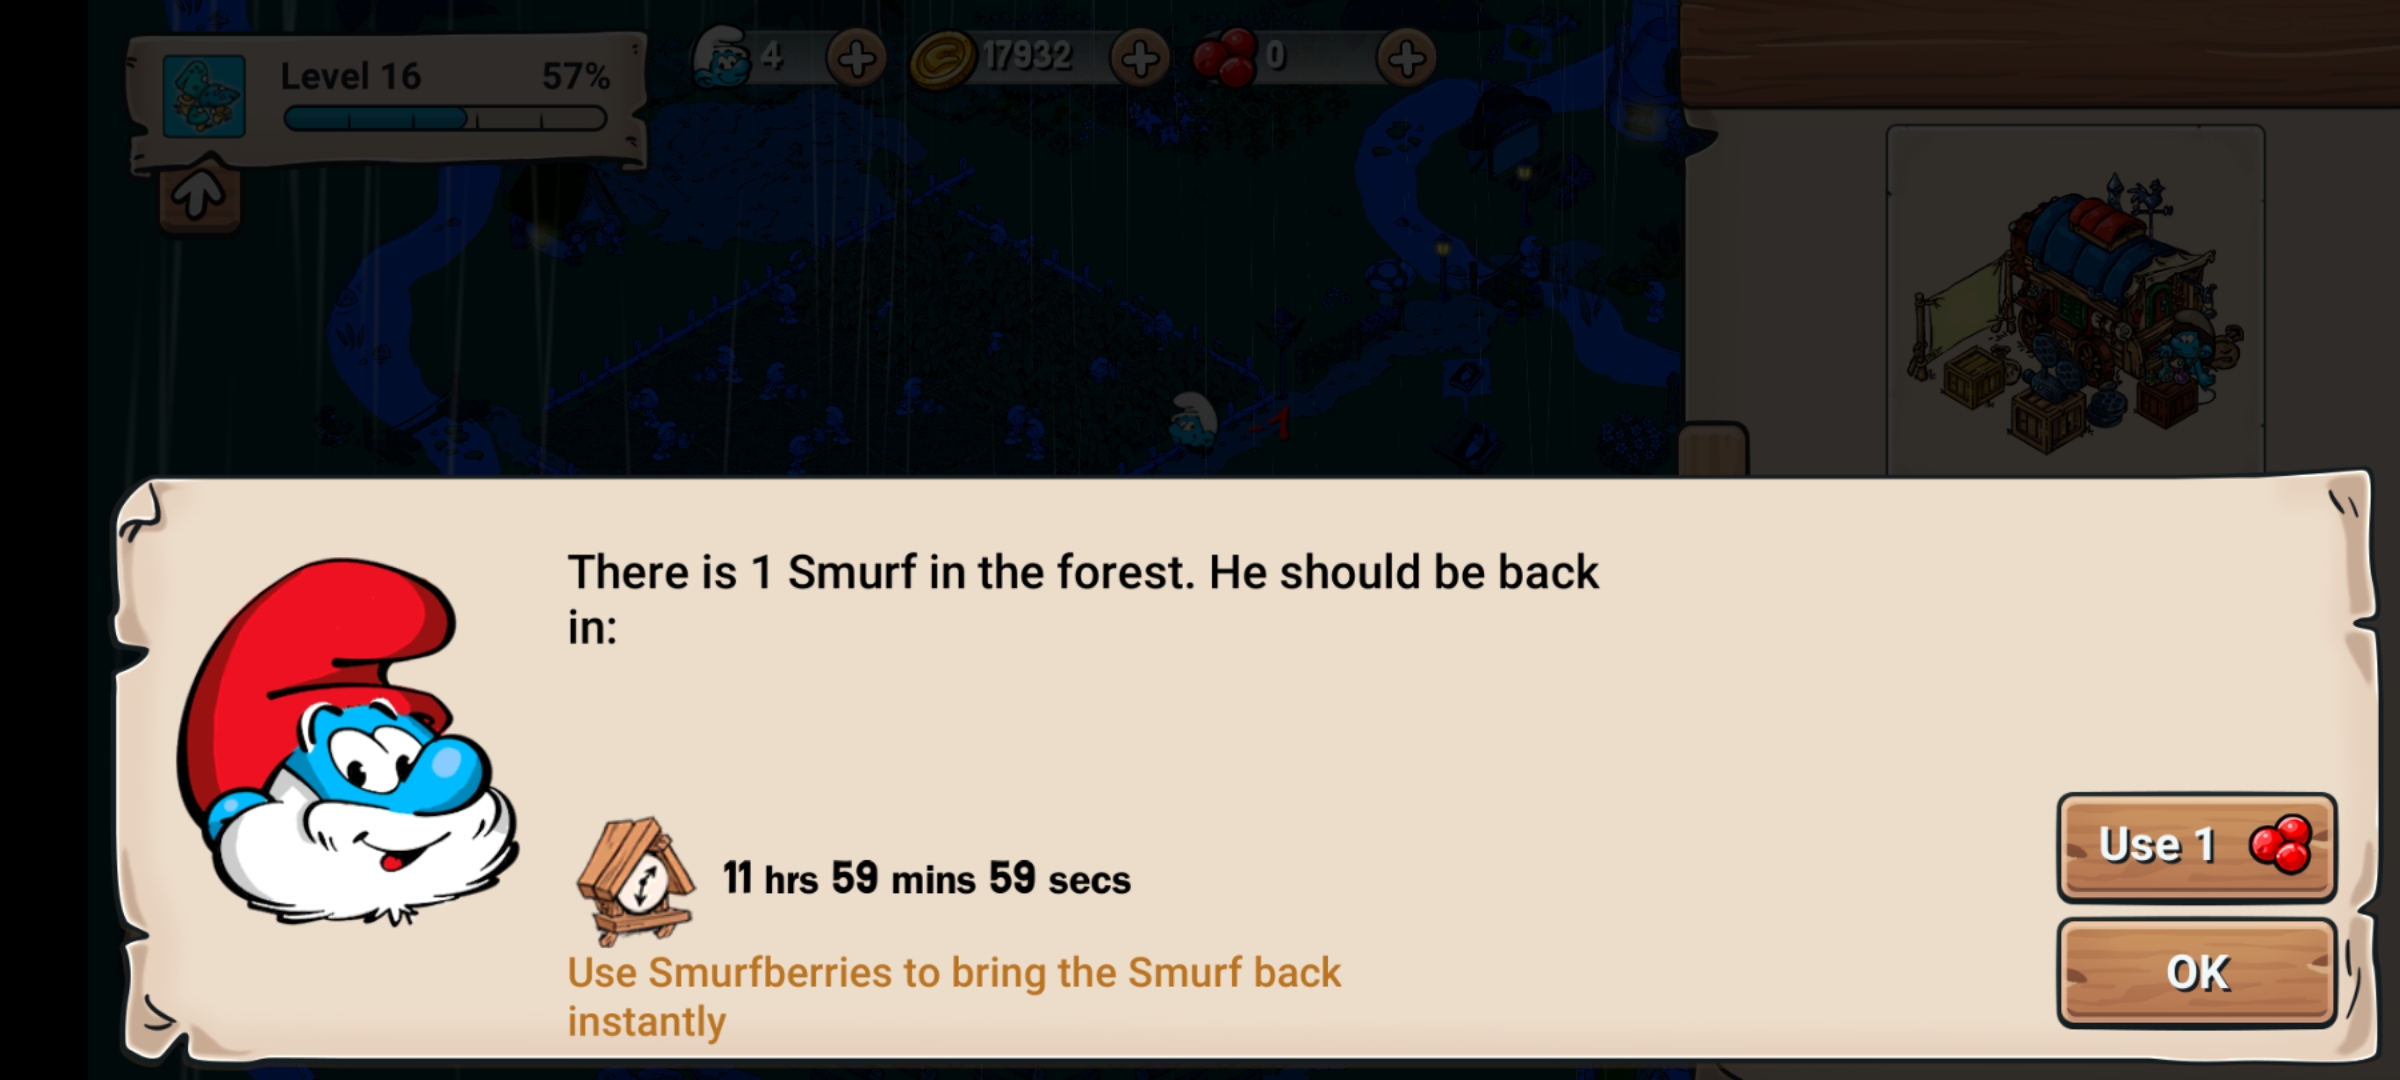 Level 16 57%
4
17932
0
-1
There is 1 Smurf in the forest. He should be back
in:
11 hrs 59 mins 59 secs
Use Smurfberries to bring the Smurf back
instantly
Use 1
OK